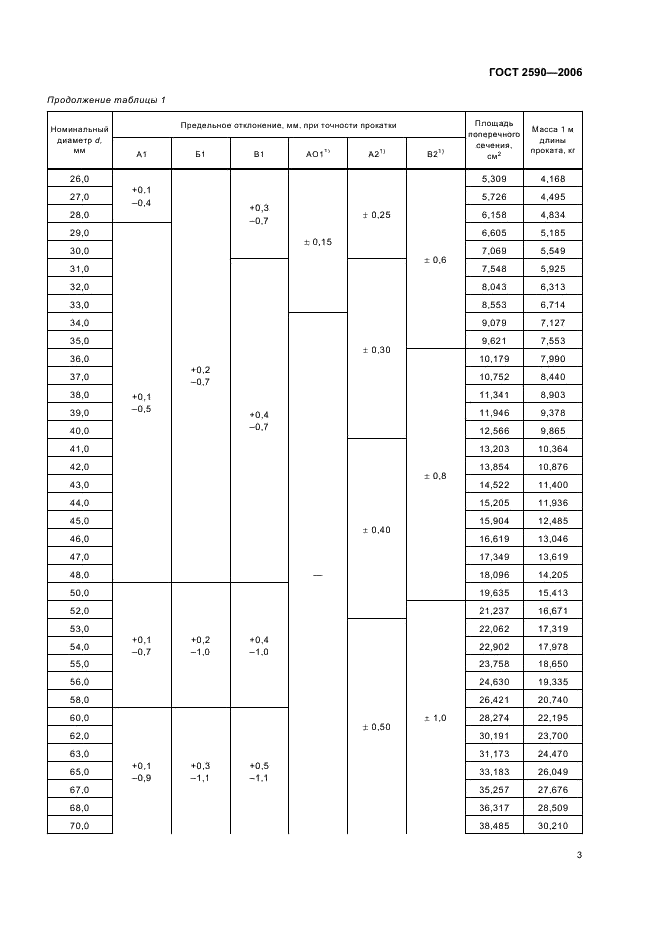 ГОСТ 2590—2006
Продолжение таблицы 1
Номинальный диаметр d, мм
Предельное отклонение, мм, при точности прокатки
Площадь поперечного сечения, см2
Масса 1 м длины проката, кг
А1 Б1 В1 АО1¹⁾ А2¹⁾ В2¹⁾
26,0 +0,1 –0,4 +0,2 –0,7 +0,3 –0,7 ± 0,15 ± 0,25 ± 0,6 5,309 4,168
27,0 5,726 4,495
28,0 6,158 4,834
29,0 +0,1 –0,5 6,605 5,185
30,0 7,069 5,549
31,0 +0,4 –0,7 ± 0,30 7,548 5,925
32,0 8,043 6,313
33,0 8,553 6,714
34,0 — 9,079 7,127
35,0 9,621 7,553
36,0 ± 0,8 10,179 7,990
37,0 10,752 8,440
38,0 11,341 8,903
39,0 11,946 9,378
40,0 12,566 9,865
41,0 ± 0,40 13,203 10,364
42,0 13,854 10,876
43,0 14,522 11,400
44,0 15,205 11,936
45,0 15,904 12,485
46,0 16,619 13,046
47,0 17,349 13,619
48,0 18,096 14,205
50,0 +0,1 –0,7 +0,2 –1,0 +0,4 –1,0 19,635 15,413
52,0 ± 1,0 21,237 16,671
53,0 ± 0,50 22,062 17,319
54,0 22,902 17,978
55,0 23,758 18,650
56,0 24,630 19,335
58,0 26,421 20,740
60,0 +0,1 –0,9 +0,3 –1,1 +0,5 –1,1 28,274 22,195
62,0 30,191 23,700
63,0 31,173 24,470
65,0 33,183 26,049
67,0 35,257 27,676
68,0 36,317 28,509
70,0 38,485 30,210
3